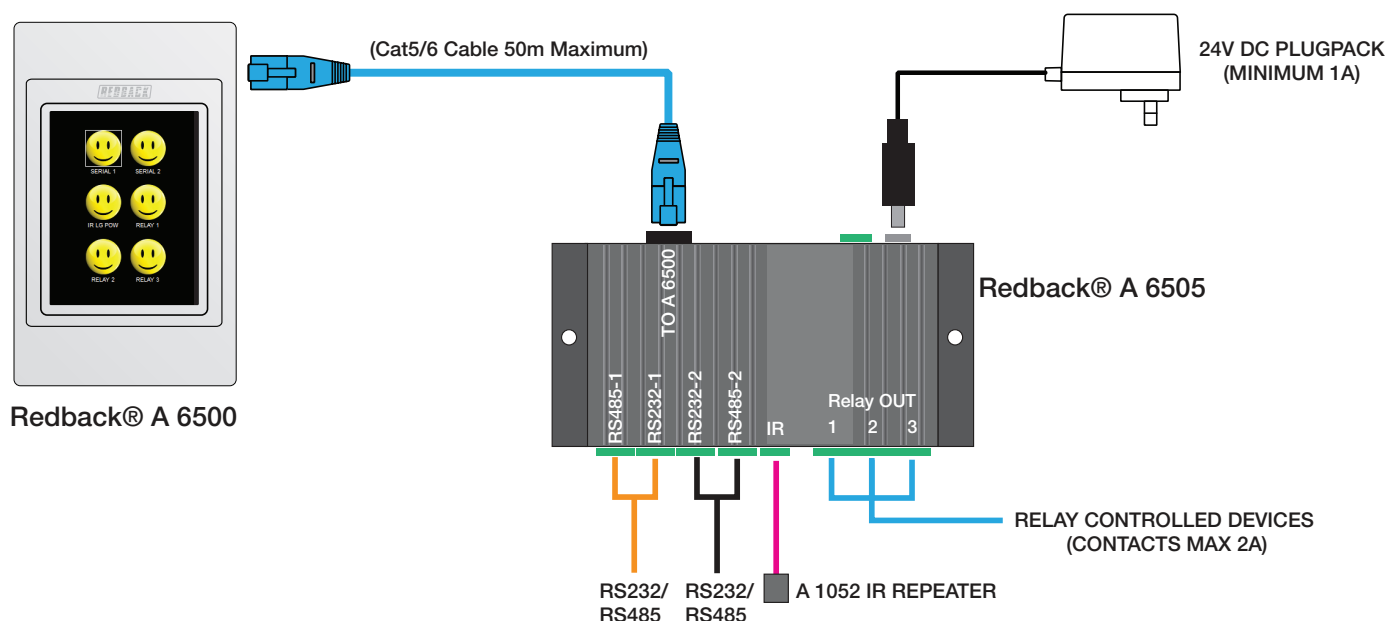 (Cat5/6 Cable 50m Maximum)
24V DC PLUGPACK
(MINIMUM 1A)
REDBACK
SERIAL 1
SERIAL 2
IR LG POW
RELAY 1
RELAY 2
RELAY 3
Redback® A 6500
TO A 6500
Redback® A 6505
RS485-1
RS232-1
RS232-2
RS485-2
IR
Relay OUT
1 2 3
RELAY CONTROLLED DEVICES
(CONTACTS MAX 2A)
RS232/
RS485
RS232/
RS485
A 1052 IR REPEATER